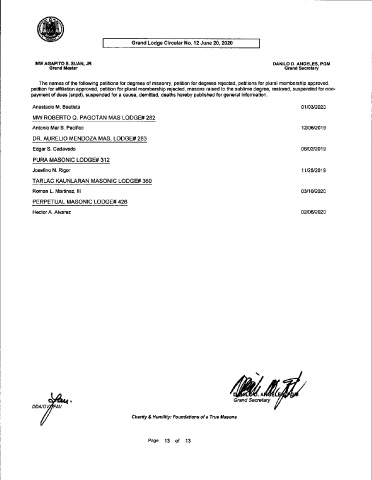 Grand Lodge Circular No. 12 June 20, 2020
MW AGAPITO S. SUAN, JR
Grand Master
DANILO D. ANGELES, PGM
Grand Secretary
The names of the following petitions for degrees of masonry, petition for degrees rejected, petitions for plural membership approved,
petition for affiliation approved, petition for plural membership rejected, masons raised to the sublime degree, restored, suspended for non-
payment of dues (snpd), suspended for a cause, demitted, deaths hereby published for general information.
Anastacio M. Bautista 01/03/2020
MW ROBERTO Q. PAGOTAN MAS LODGE# 282
Antonio Mar S. Pacifico 12/06/2019
DR. AURELIO MENDOZA MAS. LODGE# 283
Edgar S. Cadavedo 06/02/2019
PURA MASONIC LODGE# 312
Josefino N. Rigor 11/25/2019
TARLAC KAUNLARAN MASONIC LODGE# 360
Roman L. Martinez, III 03/16/2020
PERPETUAL MASONIC LODGE# 426
Hector A. Alvarez 02/06/2020
Grand Secretary
Charity & Humility: Foundations of a True Masons
Page 13 of 13